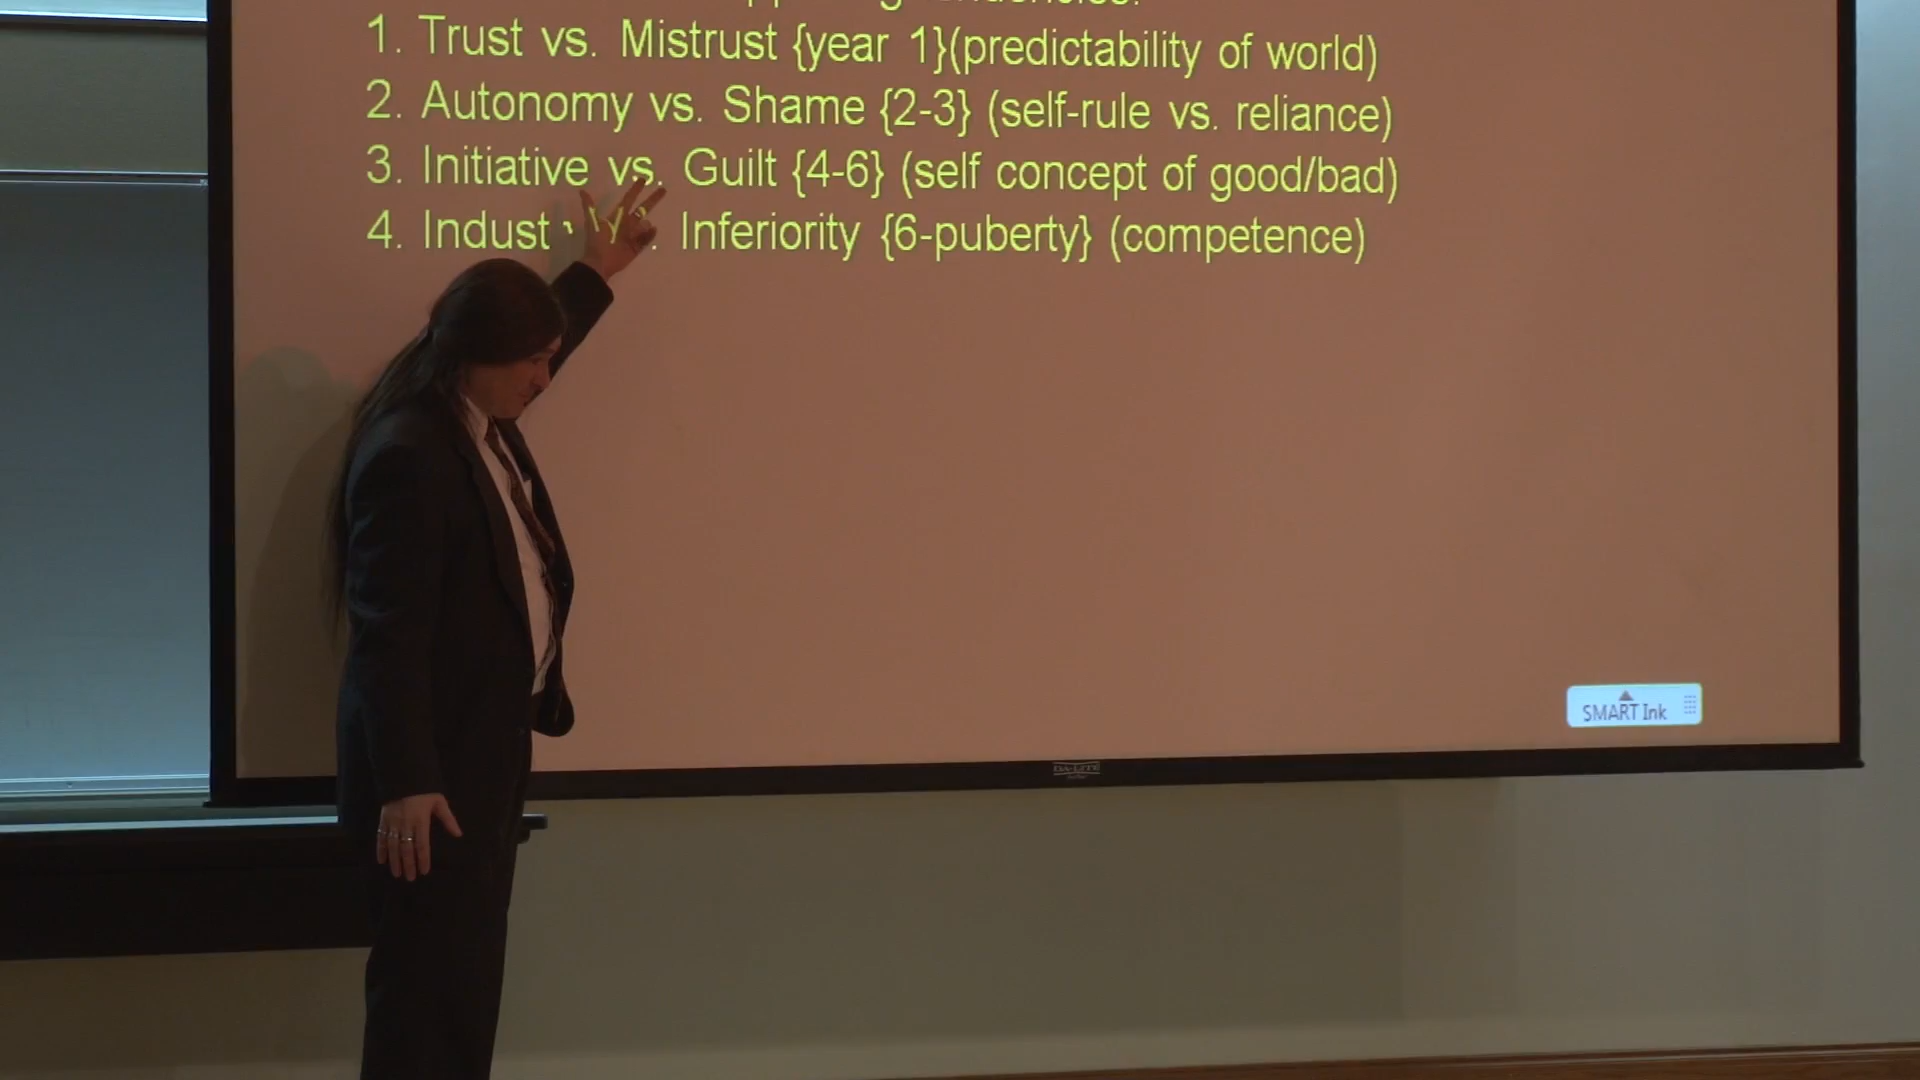 1. Trust vs. Mistrust {year 1}(predictability of world)
2. Autonomy vs. Shame {2-3} (self-rule vs. reliance)
3. Initiative vs. Guilt {4-6} (self concept of good/bad)
4. Indust Inferiority {6-puberty} (competence)
SMART Ink
DA-LITE